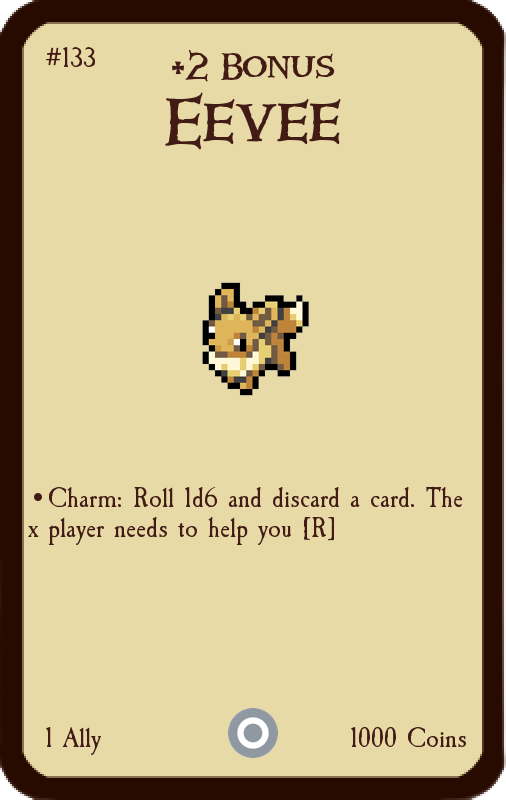 #133
+2 Bonus
Eevee
•Charm: Roll 1d6 and discard a card. The
x player needs to help you [R]
1 Ally
1000 Coins